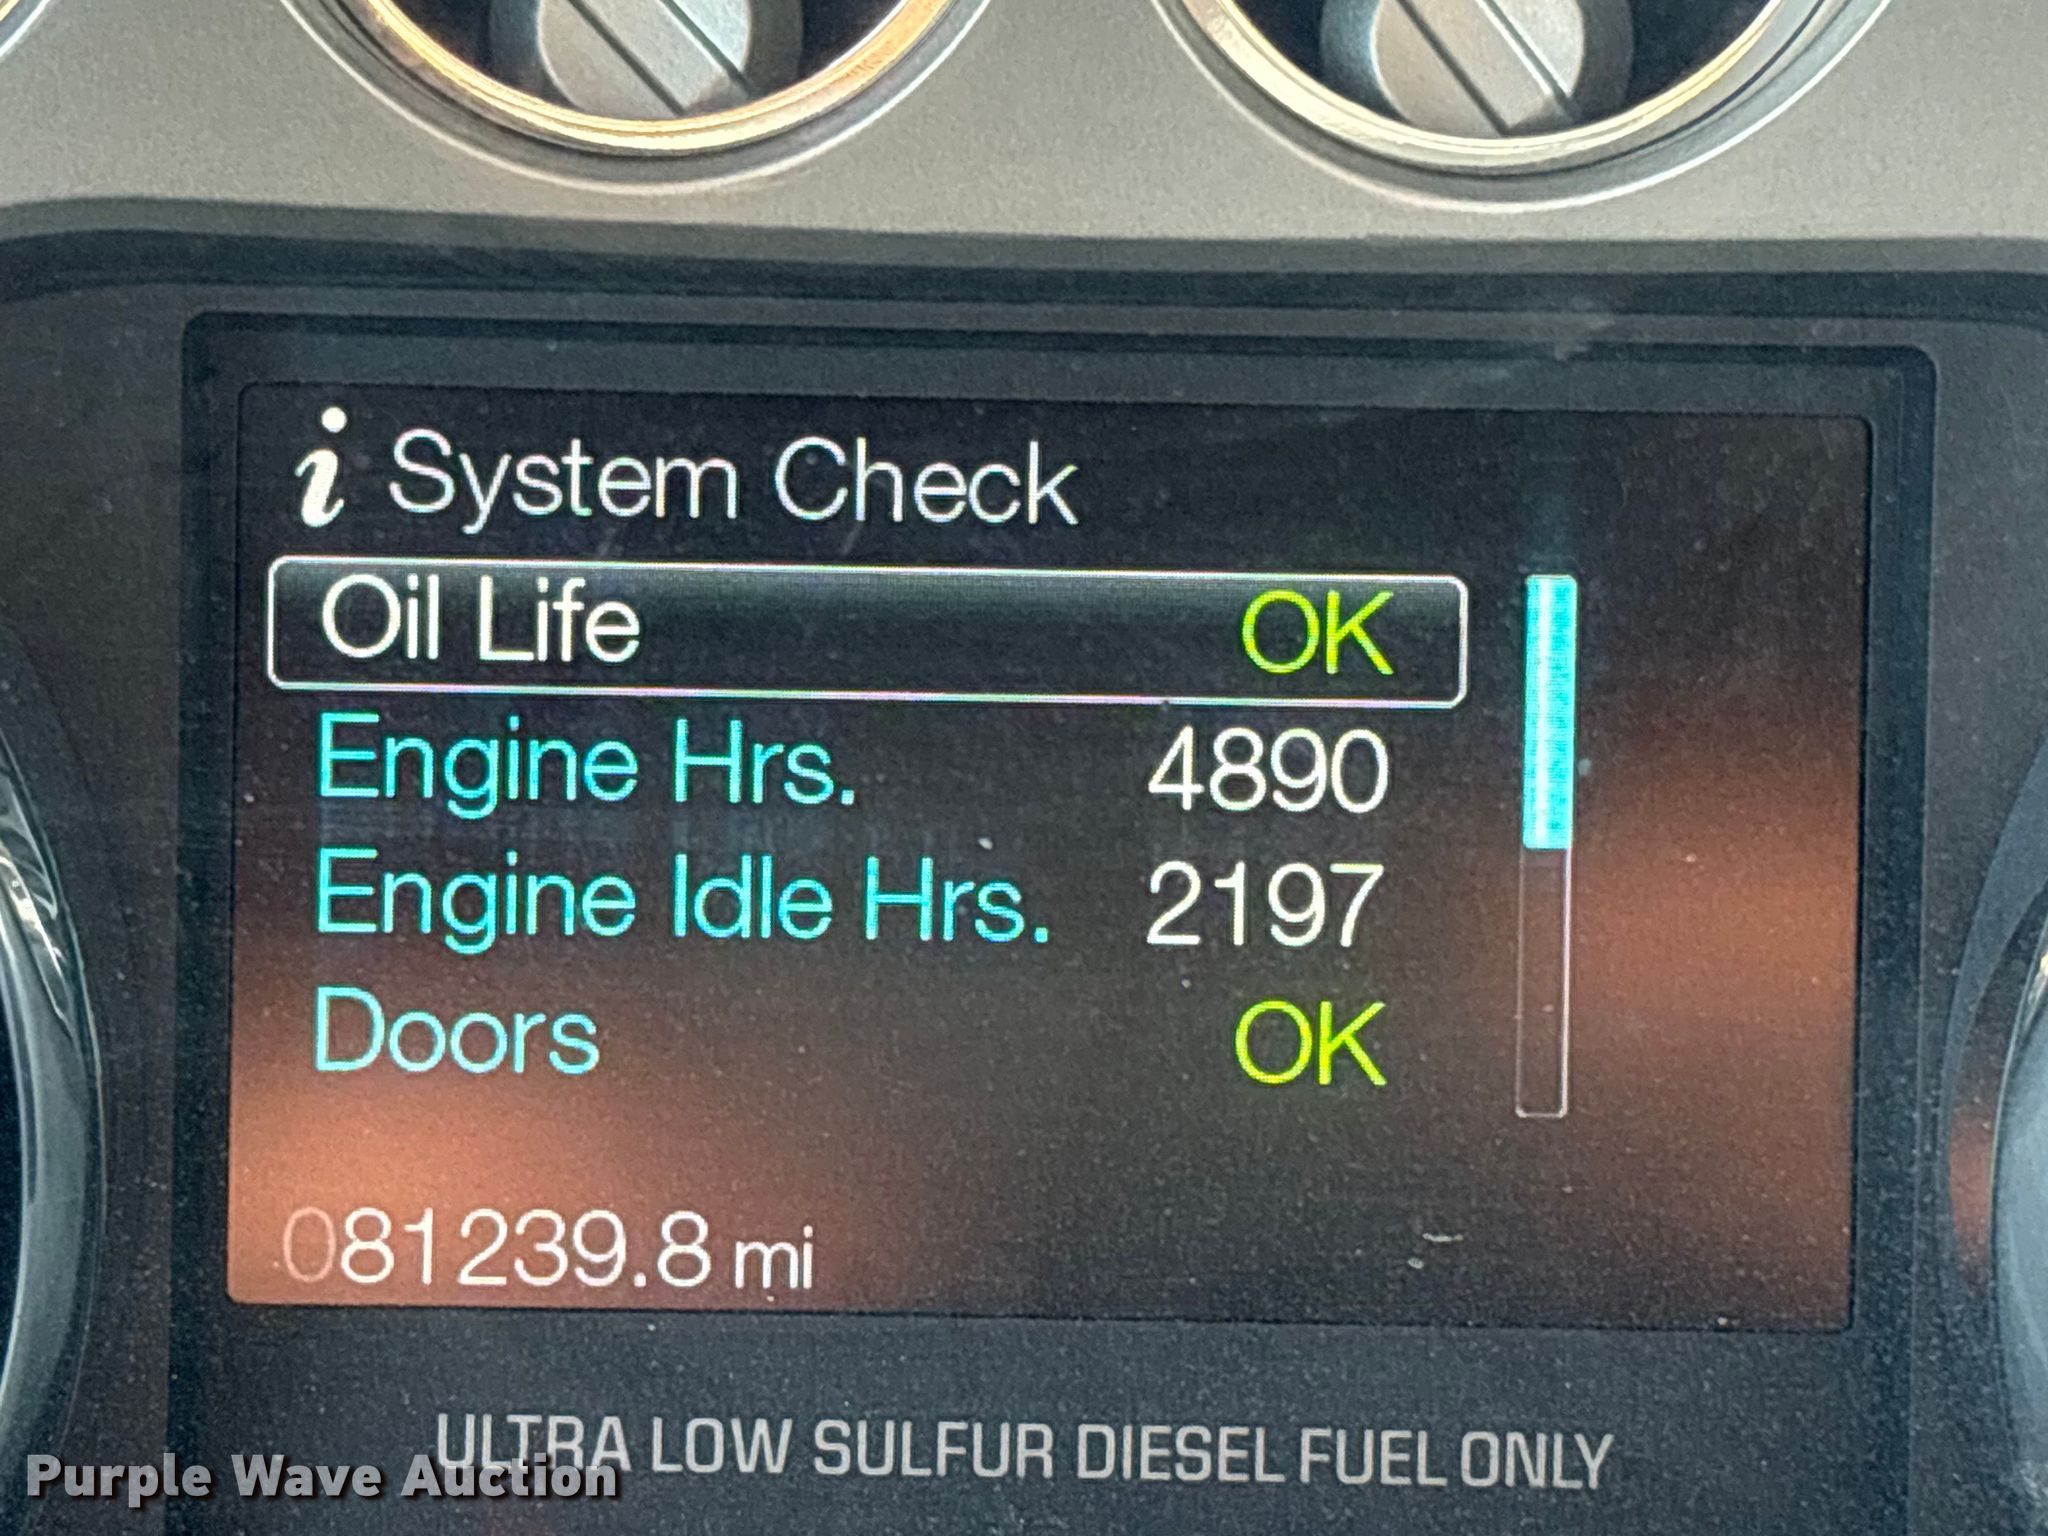 i System Check
Oil Life OK
Engine Hrs. 4890
Engine Idle Hrs. 2197
Doors OK
081239.8 mi
ULTRA LOW SULFUR DIESEL FUEL ONLY
Purple Wave Auction